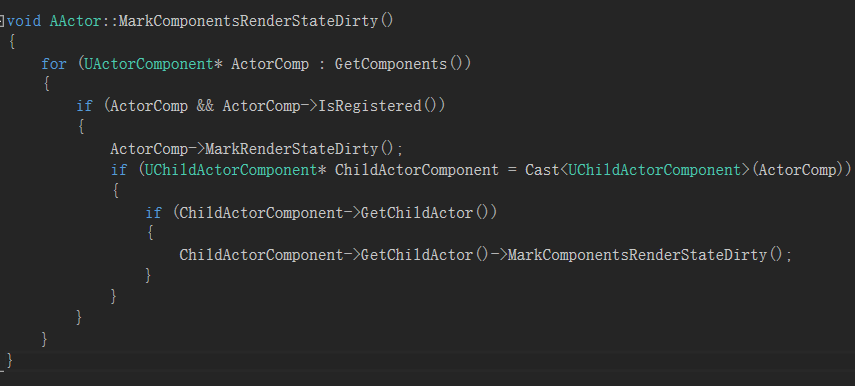 void AActor::MarkComponentsRenderStateDirty()
{
    for (UActorComponent* ActorComp : GetComponents())
    {
        if (ActorComp && ActorComp->IsRegistered())
        {
            ActorComp->MarkRenderStateDirty();
            if (UChildActorComponent* ChildActorComponent = Cast<UChildActorComponent>(ActorComp))
            {
                if (ChildActorComponent->GetChildActor())
                {
                    ChildActorComponent->GetChildActor()->MarkComponentsRenderStateDirty();
                }
            }
        }
    }
}